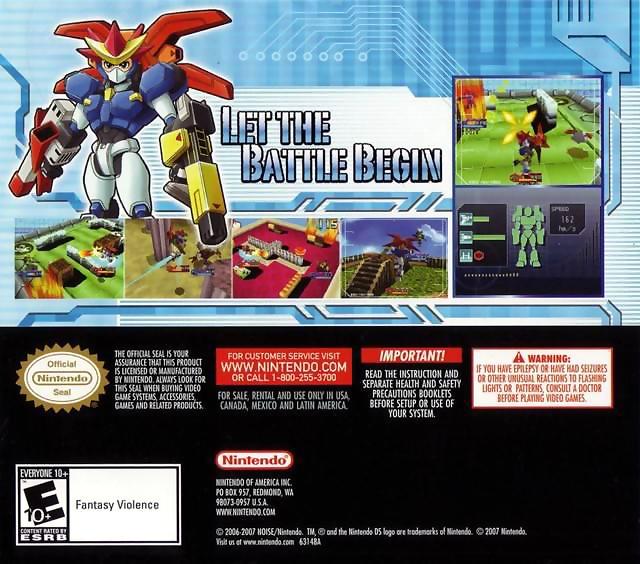 LET THE
BATTLE BEGIN
115
SPEED
162
hm/s
H
Official
Nintendo
Seal
THE OFFICIAL SEAL IS YOUR
ASSURANCE THAT THIS PRODUCT
IS LICENSED OR MANUFACTURED
BY NINTENDO. ALWAYS LOOK FOR
THIS SEAL WHEN BUYING VIDEO
GAME SYSTEMS, ACCESSORIES,
GAMES AND RELATED PRODUCTS.
FOR CUSTOMER SERVICE VISIT
WWW.NINTENDO.COM
OR CALL 1-800-255-3700
FOR SALE, RENTAL AND USE ONLY IN USA,
CANADA, MEXICO AND LATIN AMERICA.
IMPORTANT!
READ THE INSTRUCTION AND
SEPARATE HEALTH AND SAFETY
PRECAUTIONS BOOKLETS
BEFORE SETUP OR USE OF
YOUR SYSTEM.
WARNING:
IF YOU HAVE EPILEPSY OR HAVE HAD SEIZURES
OR OTHER UNUSUAL REACTIONS TO FLASHING
LIGHTS OR PATTERNS, CONSULT A DOCTOR
BEFORE PLAYING VIDEO GAMES.
EVERYONE 10+
E
10+
CONTENT RATED BY
ESRB
Fantasy Violence
Nintendo
NINTENDO OF AMERICA INC.
PO BOX 957, REDMOND, WA
98073-0957 U.S.A.
WWW.NINTENDO.COM
© 2006-2007 NOISE/Nintendo. TM, ® and the Nintendo DS logo are trademarks of Nintendo. © 2007 Nintendo.
Visit us at www.nintendo.com 63148A